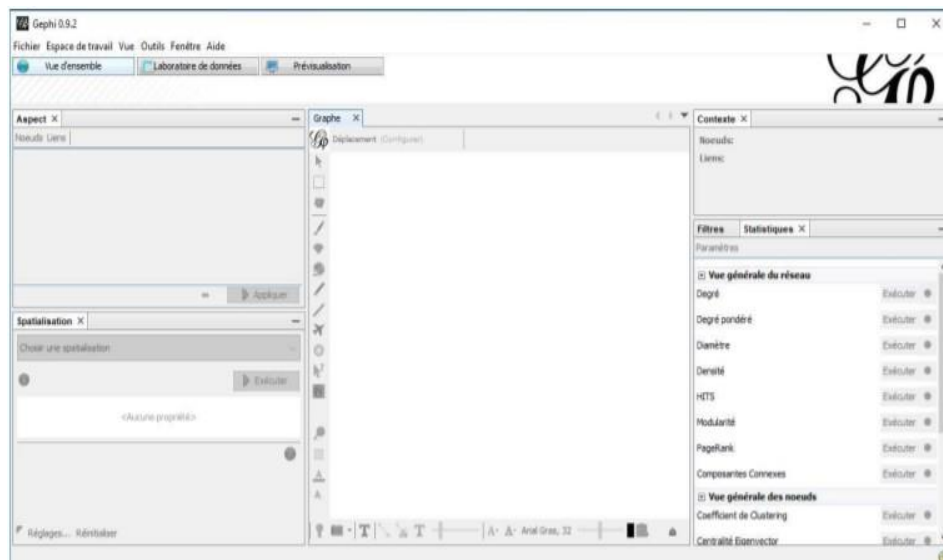 Gephi 0.9.2
Fichier Espace de travail Vue Outils Fenêtre Aide
Vue d'ensemble Laboratoire de données Prévisualisation
Aspect
Noeuds Liens
Appliquer
Spatialisation
Choisir une spatialisation
Exécuter
<Aucune propriété>
Réglages... Réinitialiser
Graphe
Déplacement (Configurer)
T T A- A- Arial Gras, 32
Contexte
Noeuds:
Liens:
Filtres Statistiques
Paramètres
Vue générale du réseau
Degré Exécuter
Degré pondéré Exécuter
Diamètre Exécuter
Densité Exécuter
HITS Exécuter
Modularité Exécuter
PageRank Exécuter
Composantes Connexes Exécuter
Vue générale des noeuds
Coefficient de Clustering Exécuter
Centralité Eigenvector Exécuter